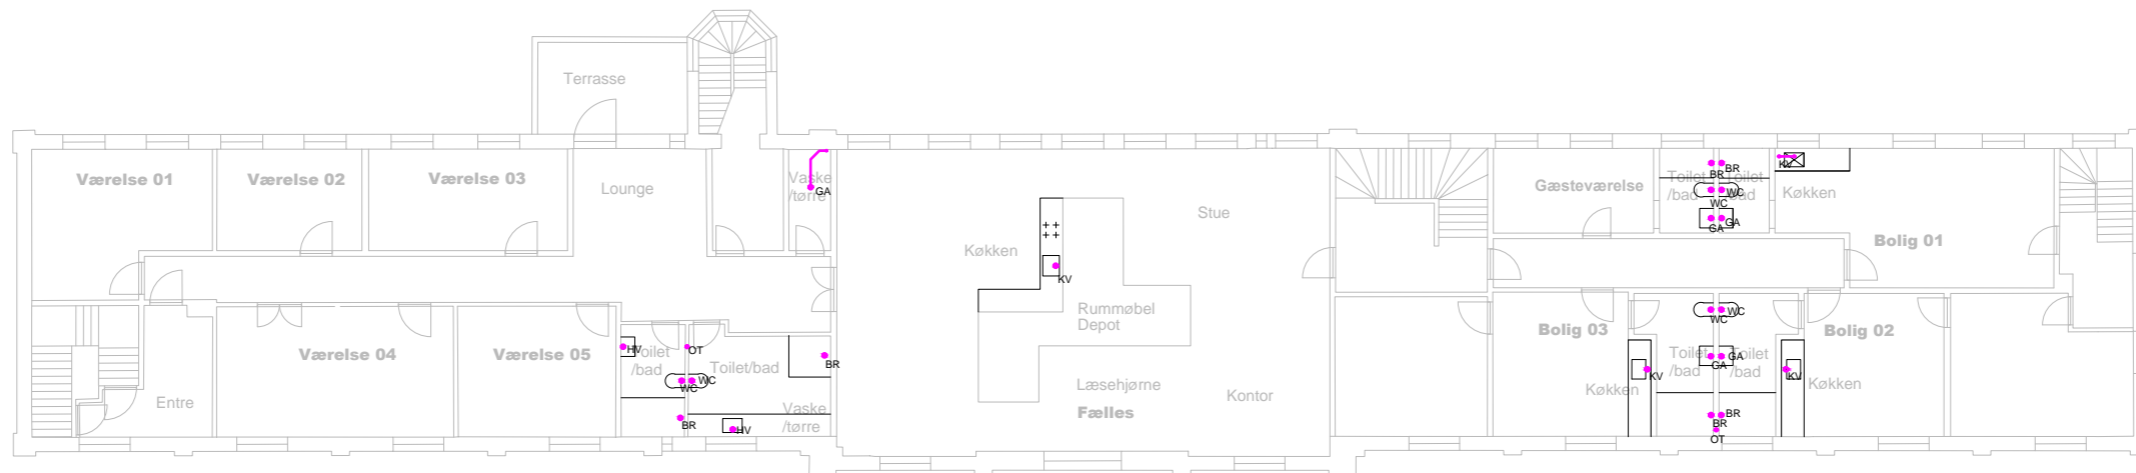 Terrasse
Værelse 01
Værelse 02
Værelse 03
Lounge
Vaske
/tørre
GA
Stue
Køkken
KV
Rummøbel
Depot
Læsehjørne
Fælles
Kontor
Værelse 04
Værelse 05
Entre
HV
Toilet
/bad
OT
WC
WC
BR
Toilet/bad
BR
HV
Vaske
/tørre
Gæsteværelse
Toilet
/bad
Toilet
/bad
BR
BR
WC
WC
GA
GA
KV
Køkken
Bolig 01
Bolig 03
Køkken
KV
Toilet
/bad
Toilet
/bad
WC
WC
GA
GA
BR
BR
OT
KV
Køkken
Bolig 02